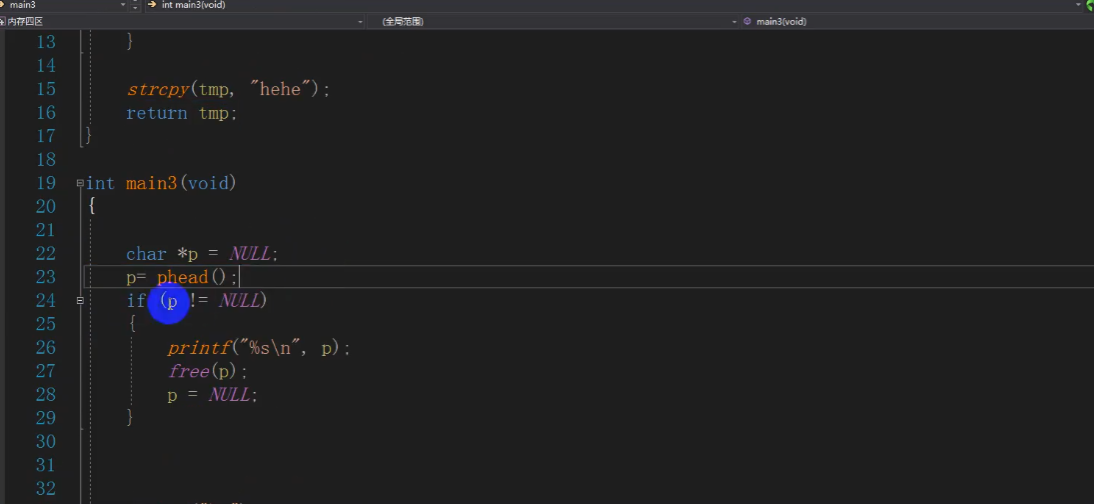 main3 int main3(void)
内存四区 (全局范围) main3(void)
13 }
14
15 strcpy(tmp, "hehe");
16 return tmp;
17 }
18
19 int main3(void)
20 {
21
22 char *p = NULL;
23 p= phead();
24 if (p != NULL)
25 {
26 printf("%s\n", p);
27 free(p);
28 p = NULL;
29 }
30
31
32